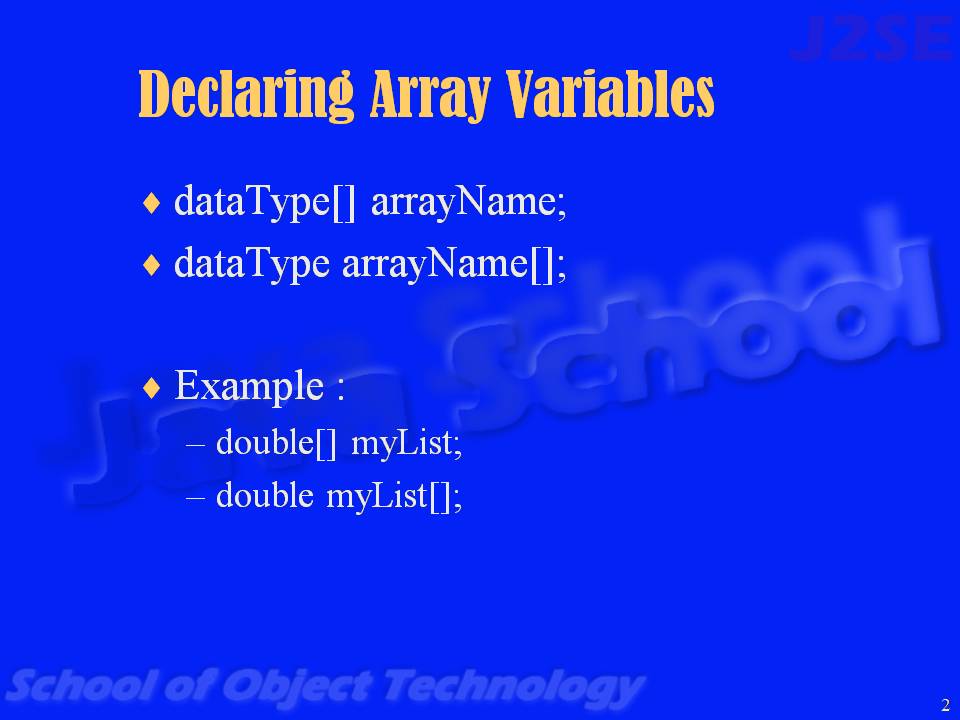 J2SE
Declaring Array Variables
♦ dataType[] arrayName;
♦ dataType arrayName[];
♦ Example :
– double[] myList;
– double myList[];
Java School
School of Object Technology
2